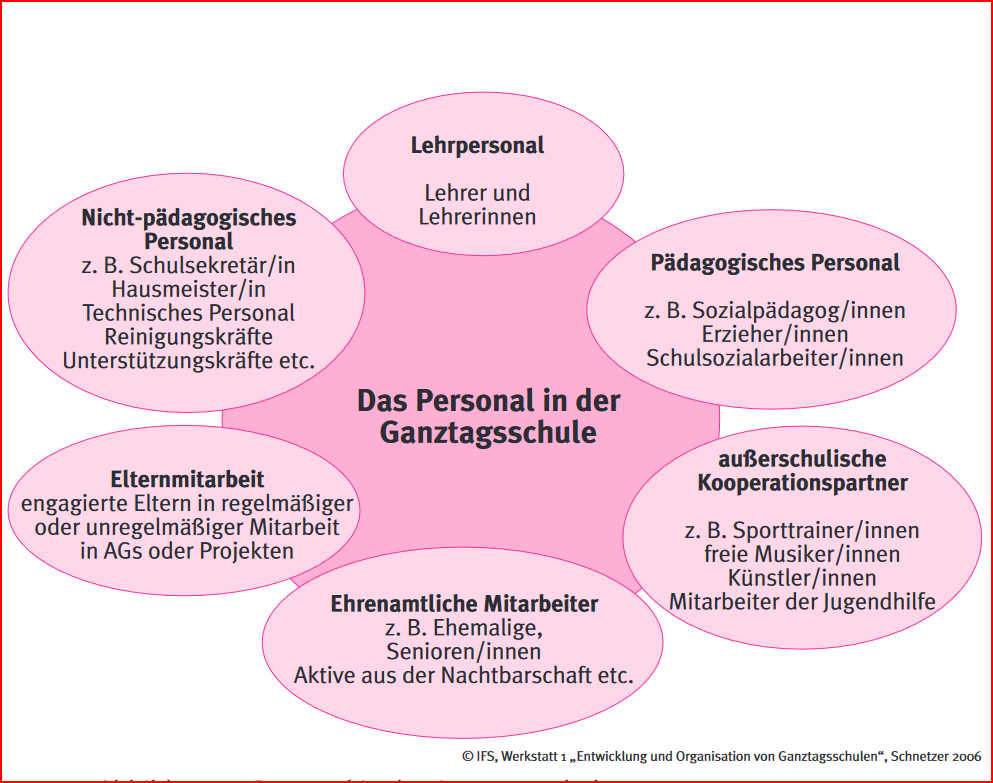 Lehrpersonal
Lehrer und
Lehrerinnen
Nicht-pädagogisches
Personal
z. B. Schulsekretär/in
Hausmeister/in
Technisches Personal
Reinigungskräfte
Unterstützungskräfte etc.
Pädagogisches Personal
z. B. Sozialpädagog/innen
Erzieher/innen
Schulsozialarbeiter/innen
Das Personal in der
Ganztagsschule
Elternmitarbeit
engagierte Eltern in regelmäßiger
oder unregelmäßiger Mitarbeit
in AGs oder Projekten
außerschulische
Kooperationspartner
z. B. Sporttrainer/innen
freie Musiker/innen
Künstler/innen
Mitarbeiter der Jugendhilfe
Ehrenamtliche Mitarbeiter
z. B. Ehemalige,
Senioren/innen
Aktive aus der Nachtbarschaft etc.
© IFS, Werkstatt 1 „Entwicklung und Organisation von Ganztagsschulen“, Schnetzer 2006